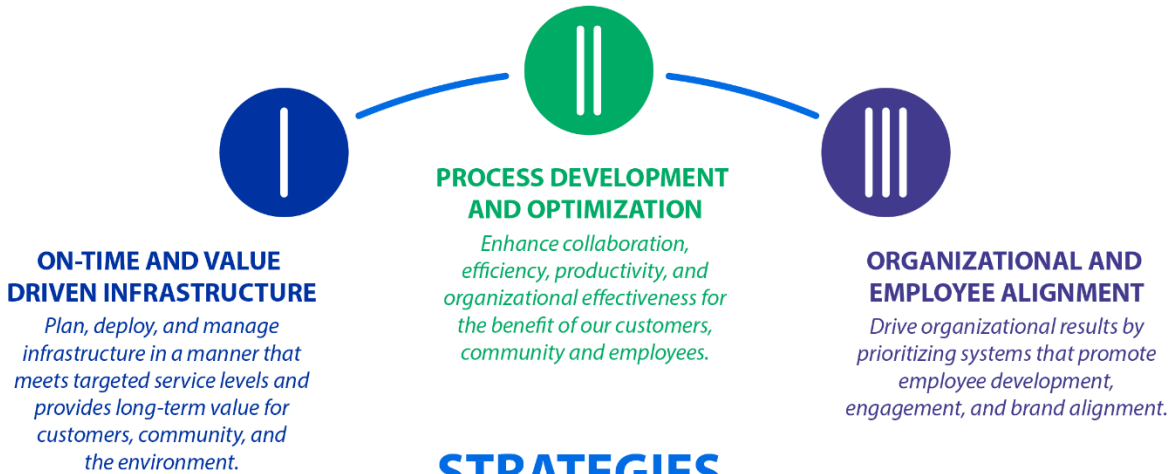 I
II
III
ON-TIME AND VALUE
DRIVEN INFRASTRUCTURE
Plan, deploy, and manage
infrastructure in a manner that
meets targeted service levels and
provides long-term value for
customers, community, and
the environment.
PROCESS DEVELOPMENT
AND OPTIMIZATION
Enhance collaboration,
efficiency, productivity, and
organizational effectiveness for
the benefit of our customers,
community and employees.
ORGANIZATIONAL AND
EMPLOYEE ALIGNMENT
Drive organizational results by
prioritizing systems that promote
employee development,
engagement, and brand alignment.
STRATEGIES